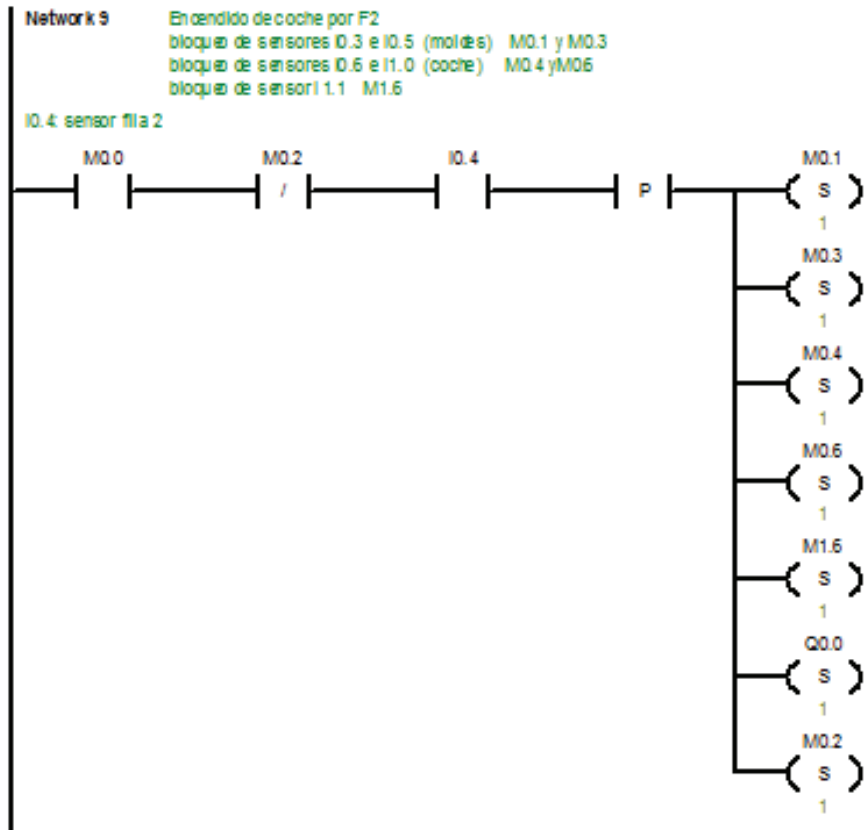 Network 9 Encendido de coche por F2
bloqueo de sensores I0.3 e I0.5 (moldes) M0.1 y M0.3
bloqueo de sensores I0.6 e I1.0 (coche) M0.4 y M0.6
bloqueo de sensor I 1.1 M1.6
I0.4: sensor fila 2
M0.0 M0.2 I0.4 M0.1
/ P S
1
M0.3
S
1
M0.4
S
1
M0.6
S
1
M1.6
S
1
Q0.0
S
1
M0.2
S
1